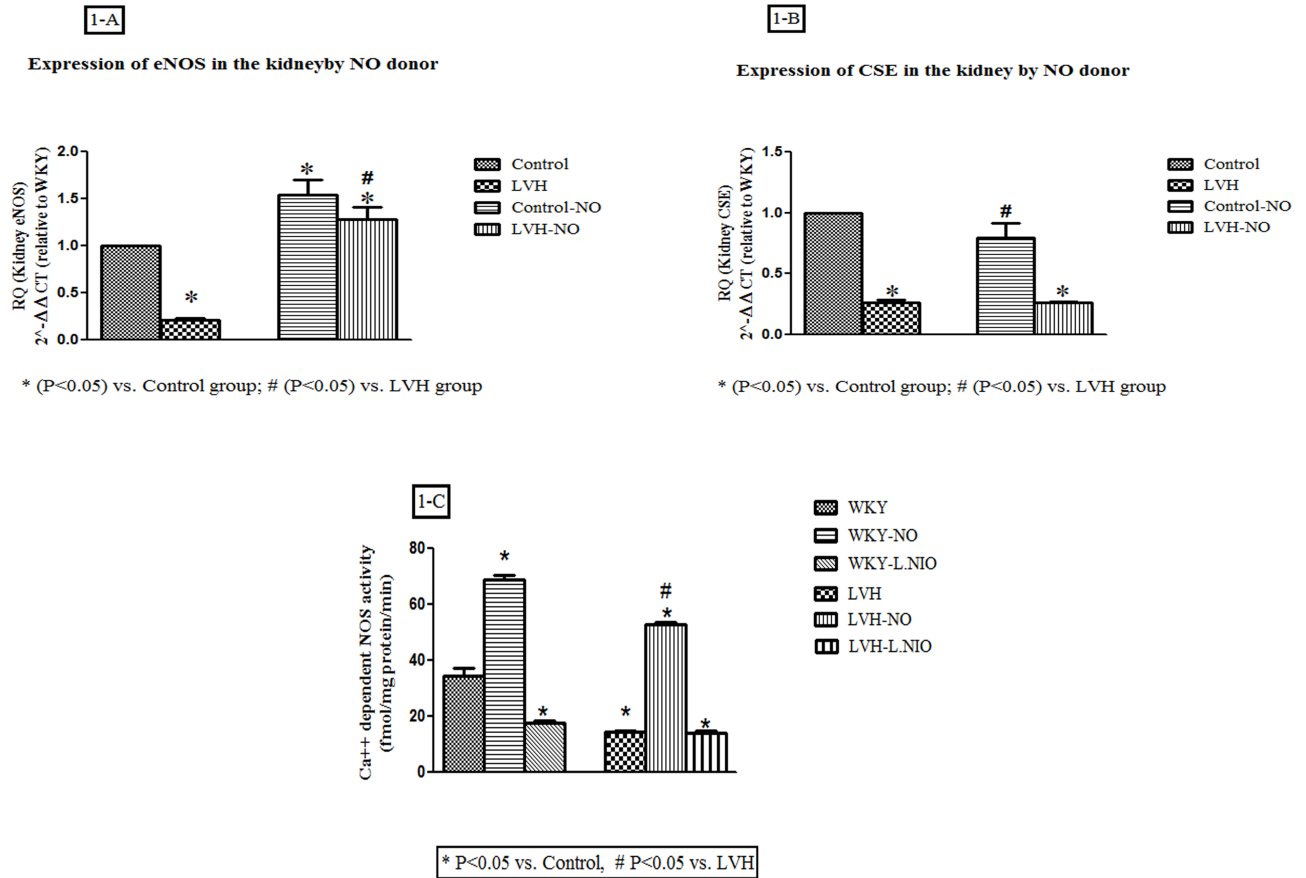 1-A
Expression of eNOS in the kidneyby NO donor
RQ (Kidney eNOS)
2^-ΔΔCT (relative to WKY)
2.0
1.5
1.0
0.5
0.0
*
*
#
*
Control
LVH
Control-NO
LVH-NO
* (P<0.05) vs. Control group; # (P<0.05) vs. LVH group
1-B
Expression of CSE in the kidney by NO donor
RQ (Kidney CSE)
2^-ΔΔCT (relative to WKY)
1.5
1.0
0.5
0.0
*
#
*
Control
LVH
Control-NO
LVH-NO
* (P<0.05) vs. Control group; # (P<0.05) vs. LVH group
1-C
Ca++ dependent NOS activity
(fmol/mg protein/min)
80
60
40
20
0
*
*
*
#
*
*
WKY
WKY-NO
WKY-L.NIO
LVH
LVH-NO
LVH-L.NIO
* P<0.05 vs. Control, # P<0.05 vs. LVH